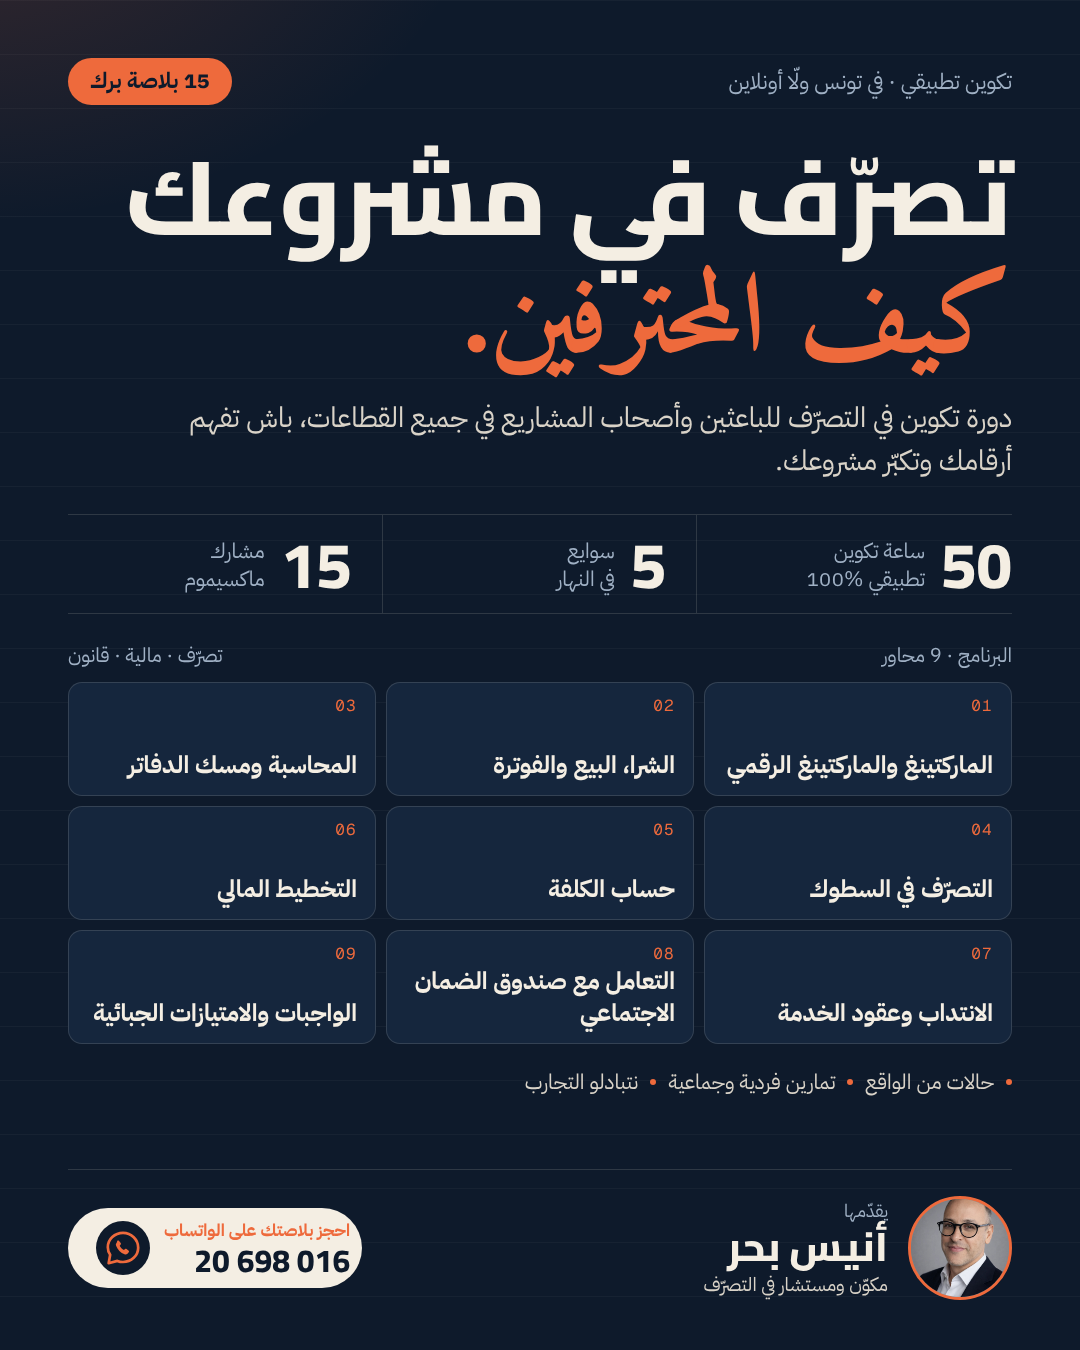 تكوين تطبيقي · في تونس ولّا أونلاين
15 بلاصة برك
تصرّف في مشروعك
كيف المحترفين.
دورة تكوين في التصرّف للباعثين وأصحاب المشاريع في جميع القطاعات، باش تفهم
أرقامك وتكبّر مشروعك.
50 ساعة تكوين
تطبيقي 100%
5 سوايع
في النهار
15 مشارك
ماكسيموم
البرنامج · 9 محاور
تصرّف · مالية · قانون
01
الماركتينغ والماركتينغ الرقمي
02
الشراء، البيع والفوترة
03
المحاسبة ومسك الدفاتر
04
التصرّف في السطوك
05
حساب الكلفة
06
التخطيط المالي
07
الانتداب وعقود الخدمة
08
التعامل مع صندوق الضمان
الاجتماعي
09
الواجبات والامتيازات الجبائية
• حالات من الواقع • تمارين فردية وجماعية • نتبادلو التجارب
يقدّمها
أنيس بحر
مكوّن ومستشار في التصرّف
احجز بلاصتك على الواتساب
20 698 016